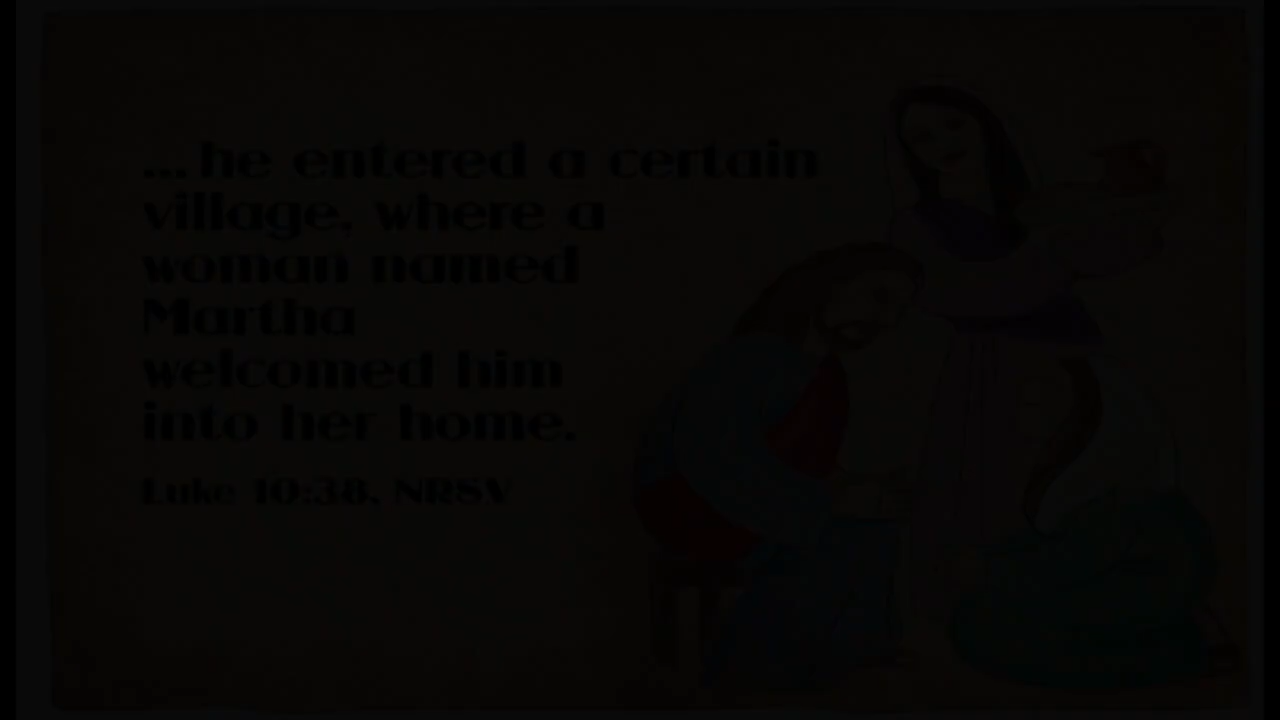 ... he entered a certain
village, where a
woman named
Martha
welcomed him
into her home.
Luke 10:38, NRSV